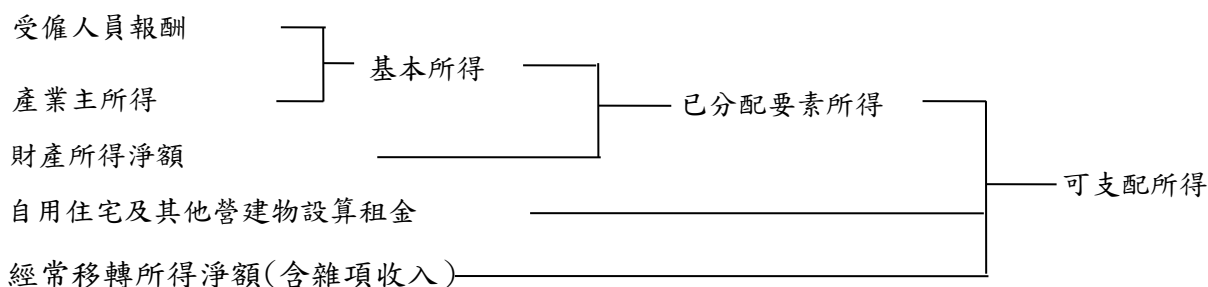 受僱人員報酬
基本所得
產業主所得
已分配要素所得
財產所得淨額
可支配所得
自用住宅及其他營建物設算租金
經常移轉所得淨額(含雜項收入)